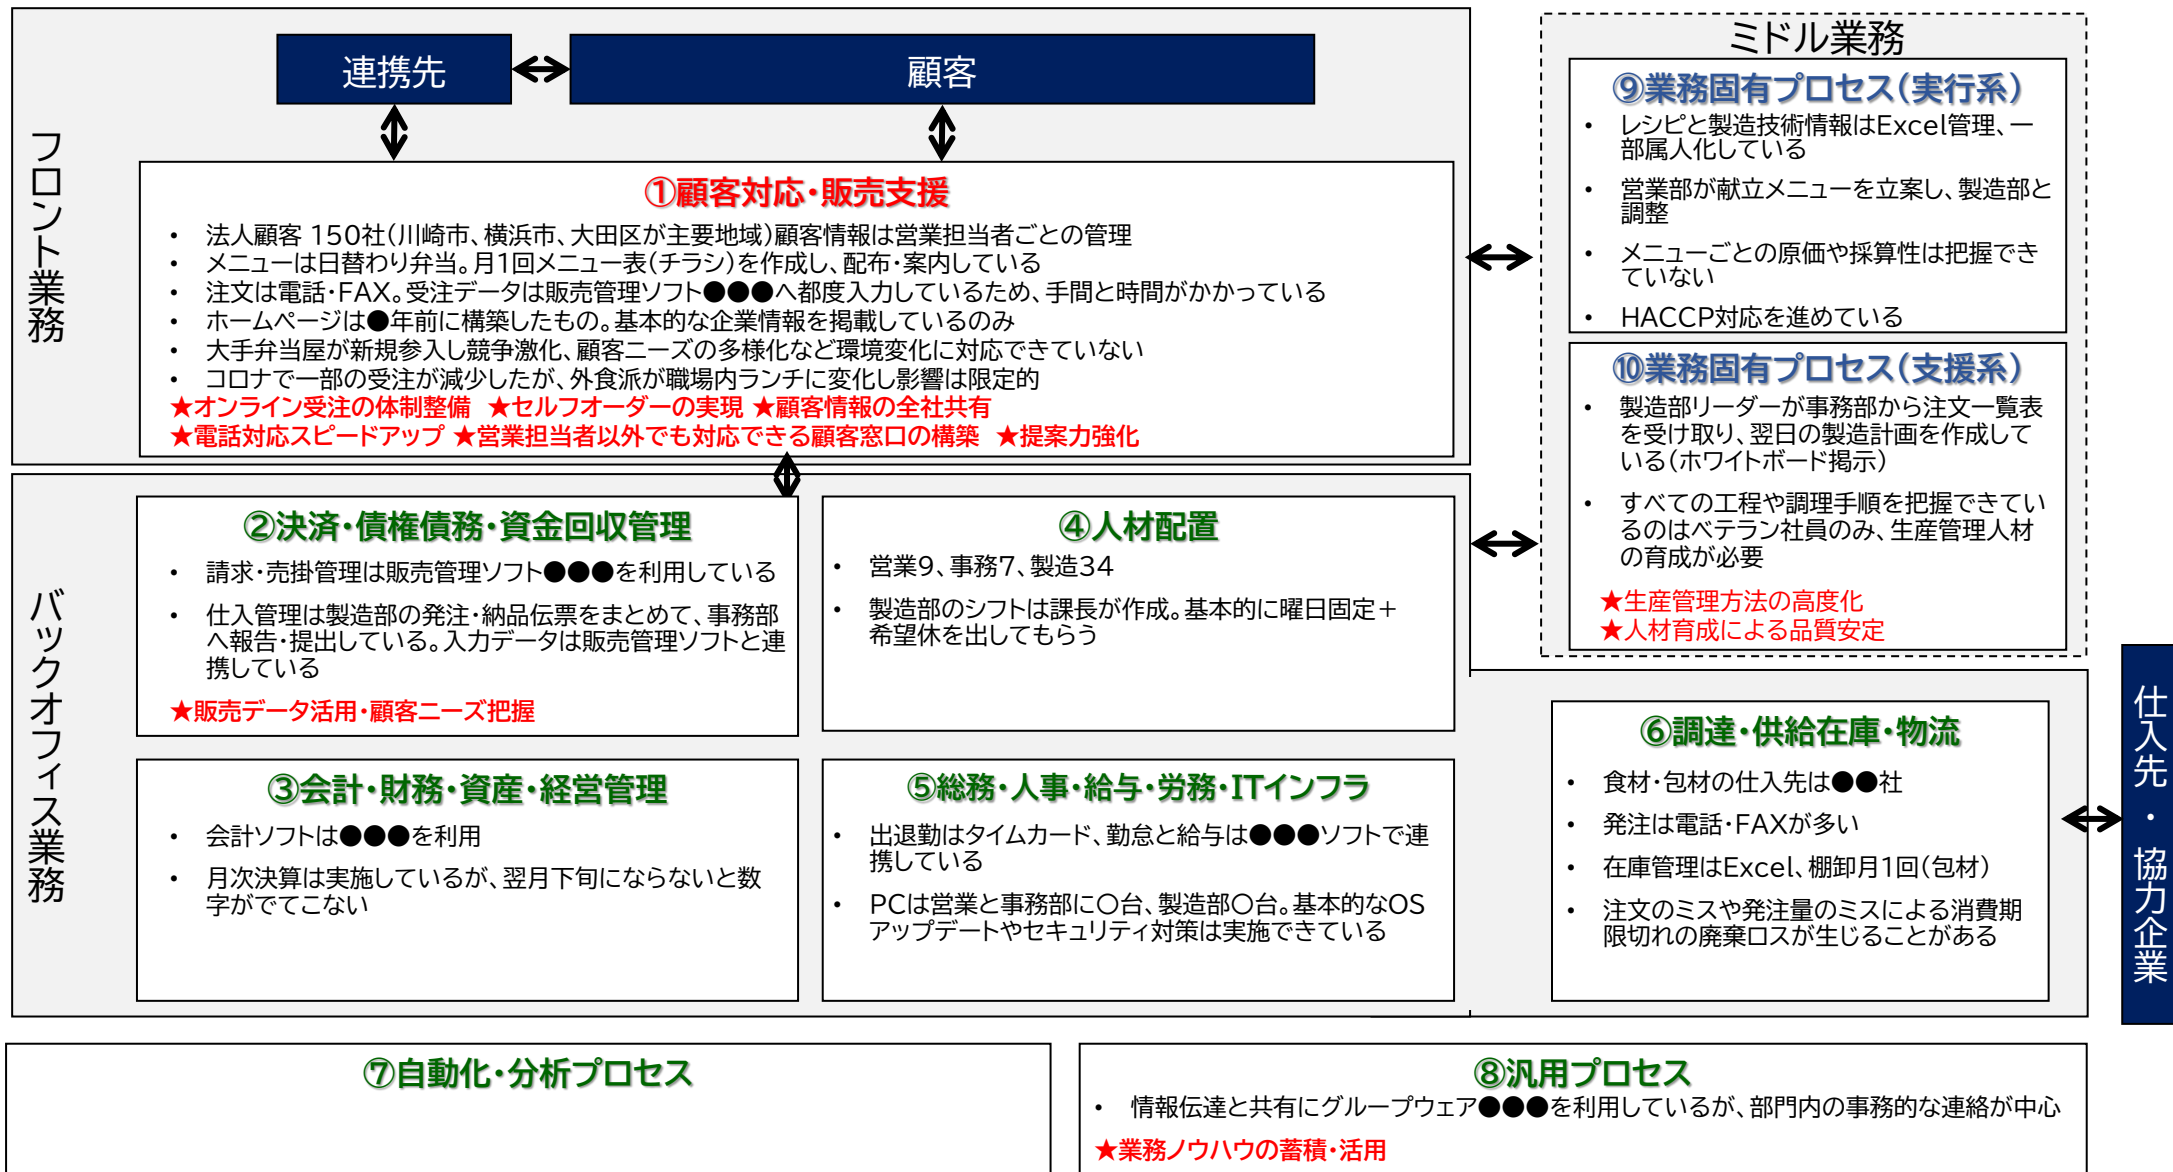 フロント業務
連携先
顧客
①顧客対応・販売支援
・ 法人顧客 150社(川崎市、横浜市、大田区が主要地域)顧客情報は営業担当者ごとの管理
・ メニューは日替わり弁当。月1回メニュー表(チラシ)を作成し、配布・案内している
・ 注文は電話・FAX。受注データは販売管理ソフト●●●へ都度入力しているため、手間と時間がかかっている
・ ホームページは●年前に構築したもの。基本的な企業情報を掲載しているのみ
・ 大手弁当屋が新規参入し競争激化、顧客ニーズの多様化など環境変化に対応できていない
・ コロナで一部の受注が減少したが、外食派が職場内ランチに変化し影響は限定的
★オンライン受注の体制整備 ★セルフオーダーの実現 ★顧客情報の全社共有
★電話対応スピードアップ ★営業担当者以外でも対応できる顧客窓口の構築 ★提案力強化
ミドル業務
⑨業務固有プロセス(実行系)
・ レシピと製造技術情報はExcel管理、一
部属人化している
・ 営業部が献立メニューを立案し、製造部と
調整
・ メニューごとの原価や採算性は把握でき
ていない
・ HACCP対応を進めている
⑩業務固有プロセス(支援系)
・ 製造部リーダーが事務部から注文一覧表
を受け取り、翌日の製造計画を作成して
いる(ホワイトボード掲示)
・ すべての工程や調理手順を把握できてい
るのはベテラン社員のみ、生産管理人材
の育成が必要
★生産管理方法の高度化
★人材育成による品質安定
バックオフィス業務
②決済・債権債務・資金回収管理
・ 請求・売掛管理は販売管理ソフト●●●を利用している
・ 仕入管理は製造部の発注・納品伝票をまとめて、事務部
へ報告・提出している。入力データは販売管理ソフトと連
携している
★販売データ活用・顧客ニーズ把握
④人材配置
・ 営業9、事務7、製造34
・ 製造部のシフトは課長が作成。基本的に曜日固定＋
希望休を出してもらう
③会計・財務・資産・経営管理
・ 会計ソフトは●●●を利用
・ 月次決算は実施しているが、翌月下旬にならないと数
字がでてこない
⑤総務・人事・給与・労務・ITインフラ
・ 出退勤はタイムカード、勤怠と給与は●●●ソフトで連
携している
・ PCは営業と事務部に〇台、製造部〇台。基本的なOS
アップデートやセキュリティ対策は実施できている
⑥調達・供給在庫・物流
・ 食材・包材の仕入先は●●社
・ 発注は電話・FAXが多い
・ 在庫管理はExcel、棚卸月1回(包材)
・ 注文のミスや発注量のミスによる消費期
限切れの廃棄ロスが生じることがある
仕入先・協力企業
⑦自動化・分析プロセス
⑧汎用プロセス
・ 情報伝達と共有にグループウェア●●●を利用しているが、部門内の事務的な連絡が中心
★業務ノウハウの蓄積・活用